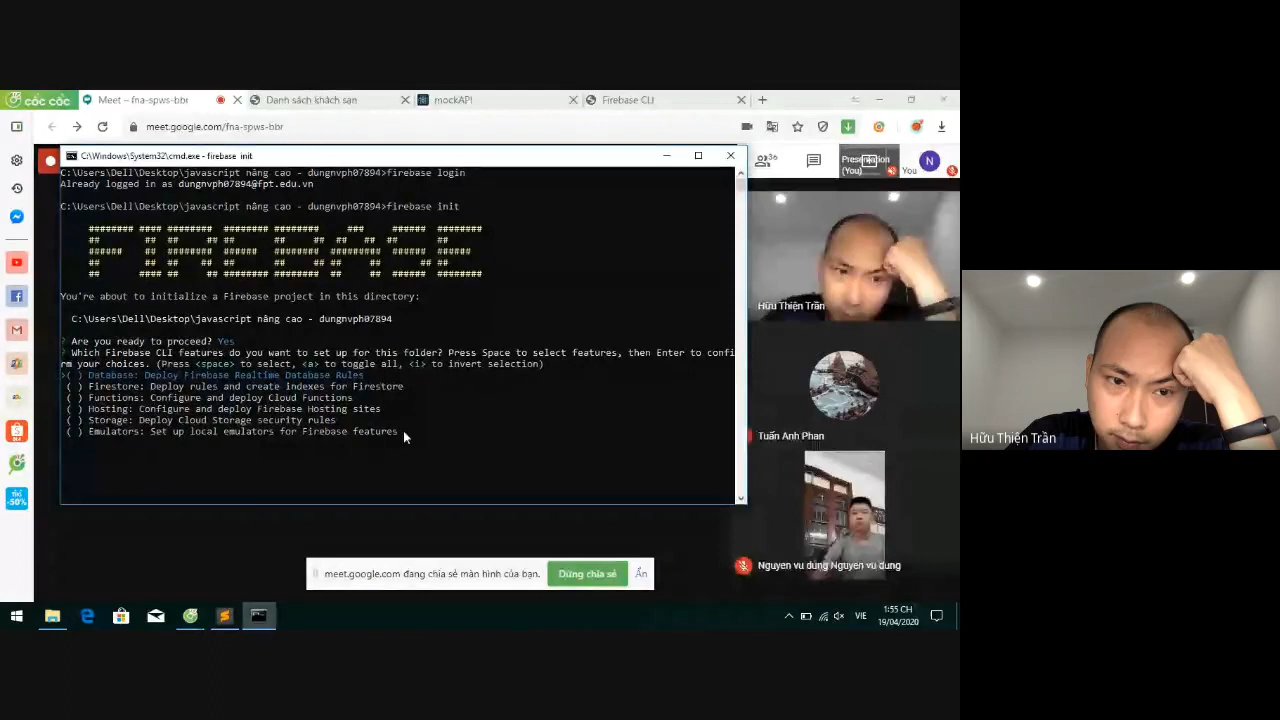 cốc cốc
Meet – fna-spws-bbr
Danh sách khách sạn
mockAPI
Firebase CLI
meet.google.com/fna-spws-bbr
C:\Windows\System32\cmd.exe - firebase init
C:\Users\Dell\Desktop\javascript nâng cao - dungnvph07894>firebase login
Already logged in as dungnvph07894@fpt.edu.vn
C:\Users\Dell\Desktop\javascript nâng cao - dungnvph07894>firebase init
You're about to initialize a Firebase project in this directory:
C:\Users\Dell\Desktop\javascript nâng cao - dungnvph07894
? Are you ready to proceed? Yes
? Which Firebase CLI features do you want to set up for this folder? Press Space to select features, then Enter to confi
rm your choices. (Press <space> to select, <a> to toggle all, <i> to invert selection)
>( ) Database: Deploy Firebase Realtime Database Rules
( ) Firestore: Deploy rules and create indexes for Firestore
( ) Functions: Configure and deploy Cloud Functions
( ) Hosting: Configure and deploy Firebase Hosting sites
( ) Storage: Deploy Cloud Storage security rules
( ) Emulators: Set up local emulators for Firebase features
36
Presentation
(You)
N
You
Hữu Thiện Trần
Tuấn Anh Phan
Nguyen vu dung Nguyen vu dung
Hữu Thiện Trần
-50%
meet.google.com đang chia sẻ màn hình của bạn.
Dừng chia sẻ
Ẩn
VIE
1:55 CH
19/04/2020